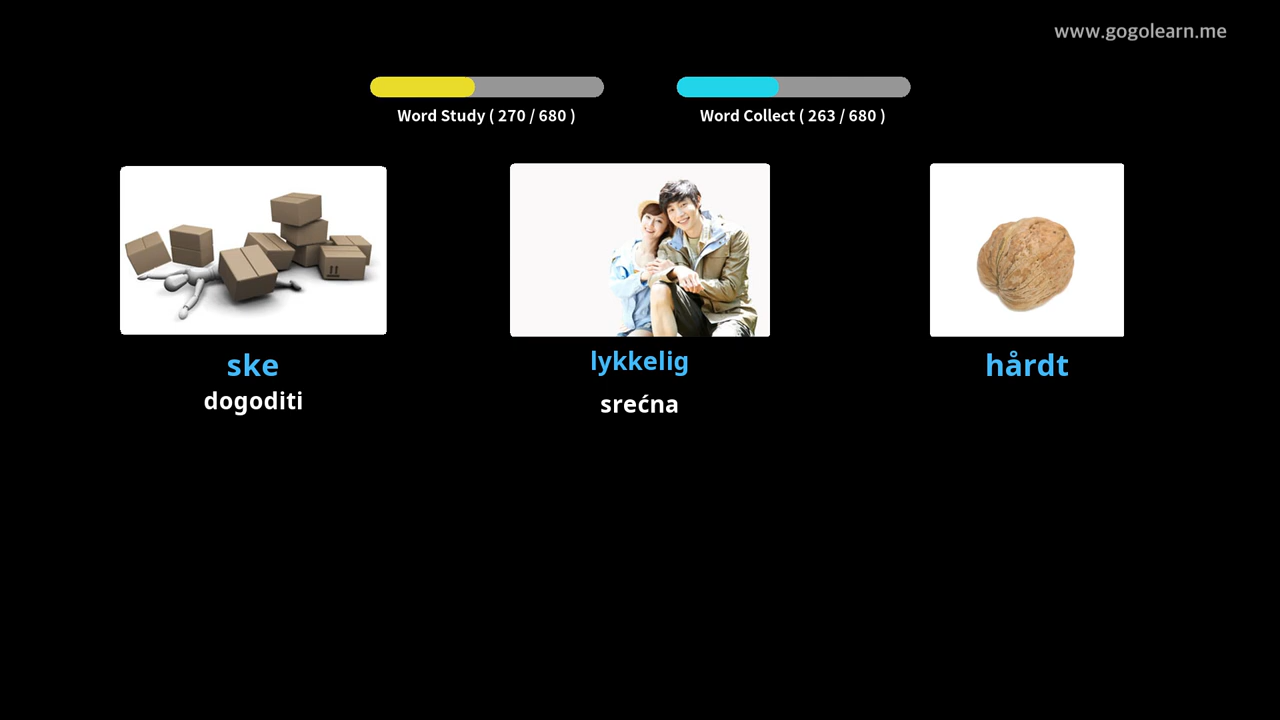 www.gogolearn.me
Word Study ( 270 / 680 )
Word Collect ( 263 / 680 )
ske
dogoditi
lykkelig
srećna
hårdt